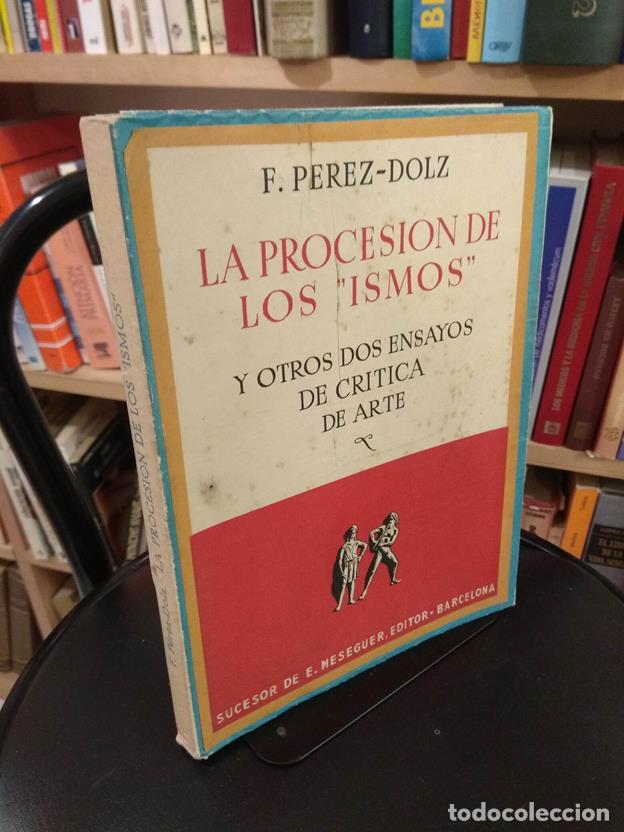 F. PEREZ-DOLZ
LA PROCESION DE
LOS "ISMOS"
Y OTROS DOS ENSAYOS
DE CRITICA
DE ARTE
SUCESOR DE E. MESEGUER, EDITOR - BARCELONA
F. Perez-Dolz LA PROCESION DE LOS "ISMOS"
todocoleccion.net